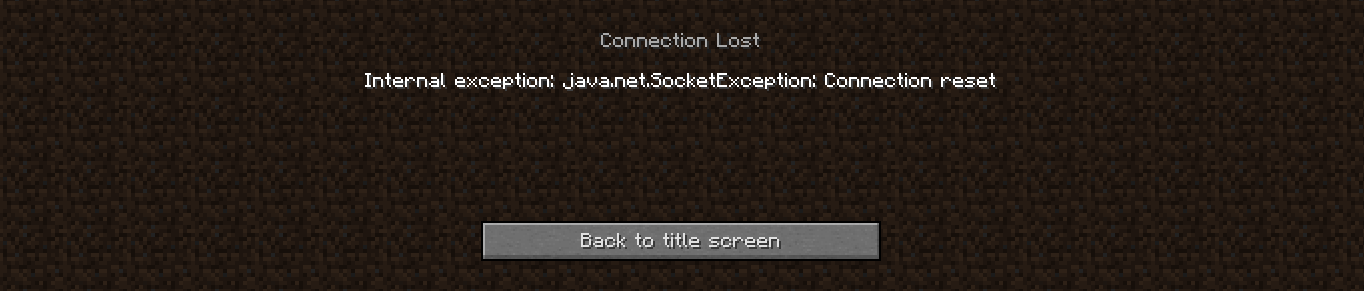 Connection Lost
Internal exception: java.net.SocketException: Connection reset
Back to title screen